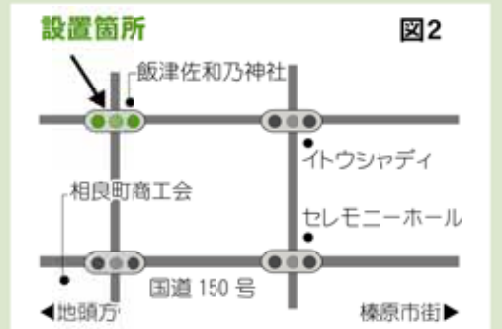 設置箇所
図2
飯津佐和乃神社
イトウシャディ
相良町商工会
セレモニーホール
国道 150 号
◀地頭方
榛原市街▶